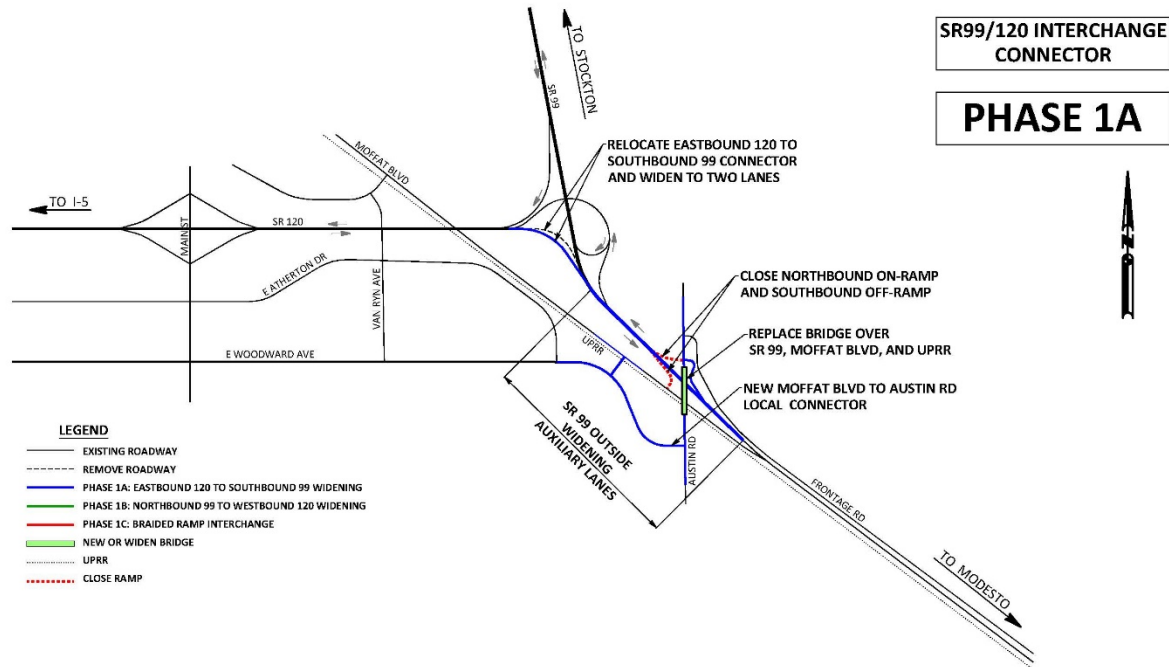 SR99/120 INTERCHANGE
CONNECTOR
PHASE 1A
TO STOCKTON
SR 99
RELOCATE EASTBOUND 120 TO
SOUTHBOUND 99 CONNECTOR
AND WIDEN TO TWO LANES
MOFFAT BLVD
TO I-5
MAIN ST
SR 120
N
E ATHERTON DR
VAN RYN AVE
CLOSE NORTHBOUND ON-RAMP
AND SOUTHBOUND OFF-RAMP
REPLACE BRIDGE OVER
SR 99, MOFFAT BLVD, AND UPRR
UPRR
E WOODWARD AVE
NEW MOFFAT BLVD TO AUSTIN RD
LOCAL CONNECTOR
SR 99 OUTSIDE
WIDENING
AUXILIARY LANES
AUSTIN RD
FRONTAGE RD
TO MODESTO
LEGEND
EXISTING ROADWAY
REMOVE ROADWAY
PHASE 1A: EASTBOUND 120 TO SOUTHBOUND 99 WIDENING
PHASE 1B: NORTHBOUND 99 TO WESTBOUND 120 WIDENING
PHASE 1C: BRAIDED RAMP INTERCHANGE
NEW OR WIDEN BRIDGE
UPRR
CLOSE RAMP